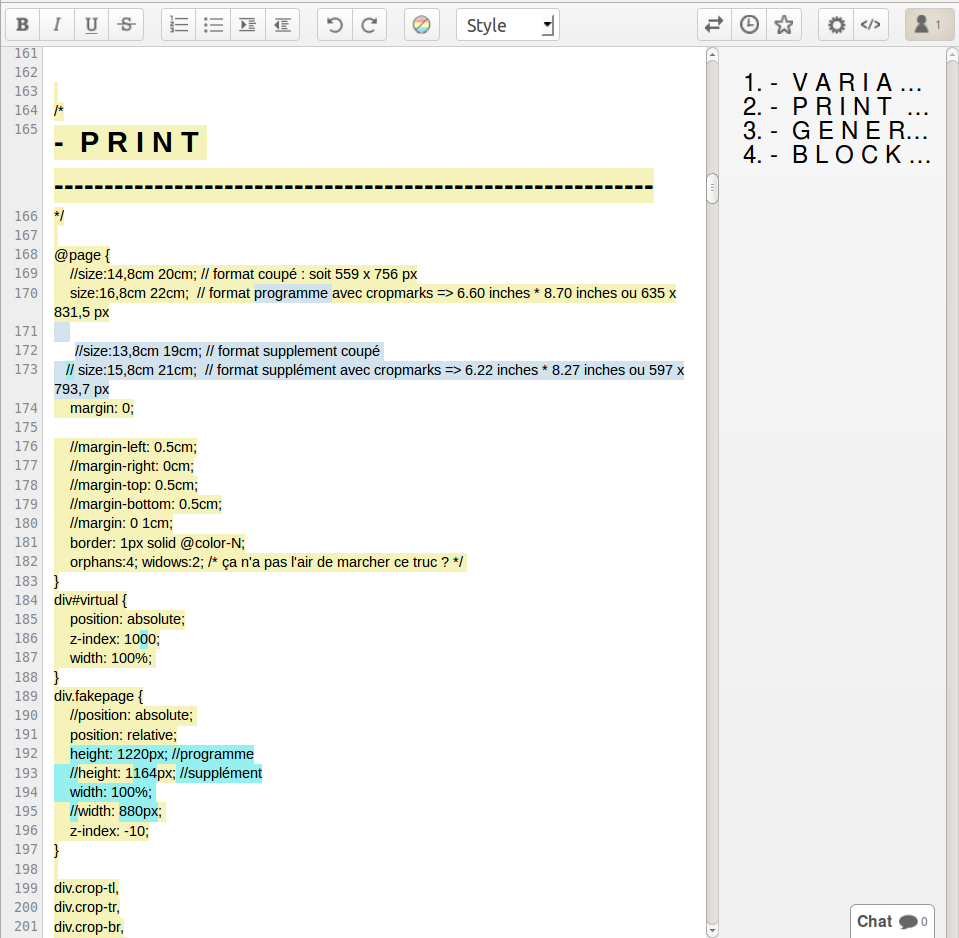 B I U S Style </> 1
161
162
163
164 /*
165 - P R I N T
------------------------------------------------------------
166 */
167
168 @page {
169 //size:14,8cm 20cm; // format coupé : soit 559 x 756 px
170 size:16,8cm 22cm; // format programme avec cropmarks => 6.60 inches * 8.70 inches ou 635 x
831,5 px
171
172 //size:13,8cm 19cm; // format supplement coupé
173 // size:15,8cm 21cm; // format supplément avec cropmarks => 6.22 inches * 8.27 inches ou 597 x
793,7 px
174 margin: 0;
175
176 //margin-left: 0.5cm;
177 //margin-right: 0cm;
178 //margin-top: 0.5cm;
179 //margin-bottom: 0.5cm;
180 //margin: 0 1cm;
181 border: 1px solid @color-N;
182 orphans:4; widows:2; /* ça n'a pas l'air de marcher ce truc ? */
183 }
184 div#virtual {
185 position: absolute;
186 z-index: 1000;
187 width: 100%;
188 }
189 div.fakepage {
190 //position: absolute;
191 position: relative;
192 height: 1220px; //programme
193 //height: 1164px; //supplément
194 width: 100%;
195 //width: 880px;
196 z-index: -10;
197 }
198
199 div.crop-tl,
200 div.crop-tr,
201 div.crop-br,
1. - V A R I A ...
2. - P R I N T ...
3. - G E N E R...
4. - B L O C K ...
Chat 0